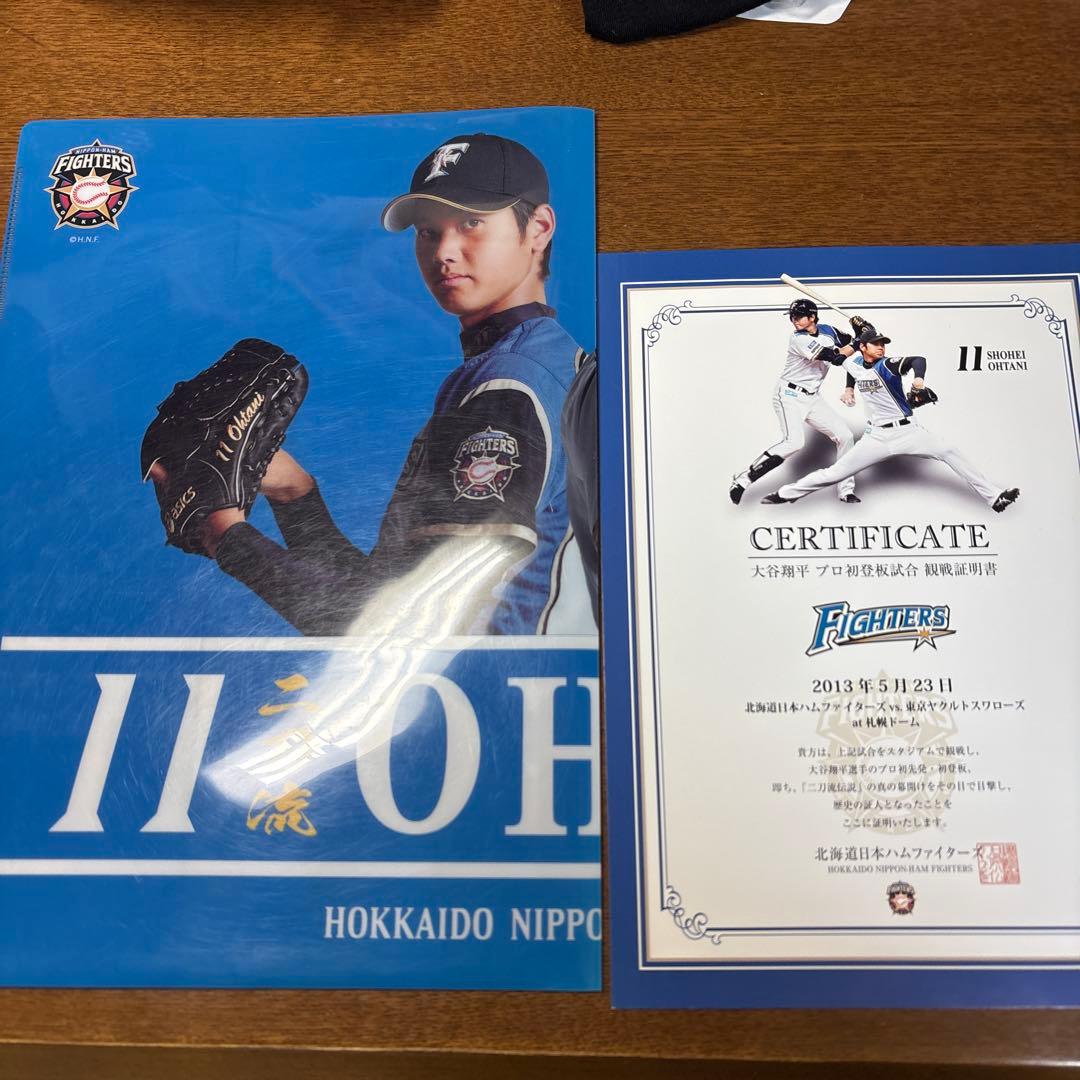 NIPPON-HAM
FIGHTERS
HOKKAIDO
©H.N.F.
F
11 Ohtani
asics
FIGHTERS
11 二刀流 OH
HOKKAIDO NIPPO
11 SHOHEI
OHTANI
CERTIFICATE
大谷翔平 プロ初登板試合 観戦証明書
FIGHTERS
2013年5月23日
北海道日本ハムファイターズ vs. 東京ヤクルトスワローズ
at 札幌ドーム
貴方は、上記試合をスタジアムで観戦し、
大谷翔平選手のプロ初先発・初登板、
即ち、「二刀流伝説」の真の幕開けをその目で目撃し、
歴史の証人となったことを
ここに証明いたします。
北海道日本ハムファイターズ
HOKKAIDO NIPPON-HAM FIGHTERS
FIGHTERS